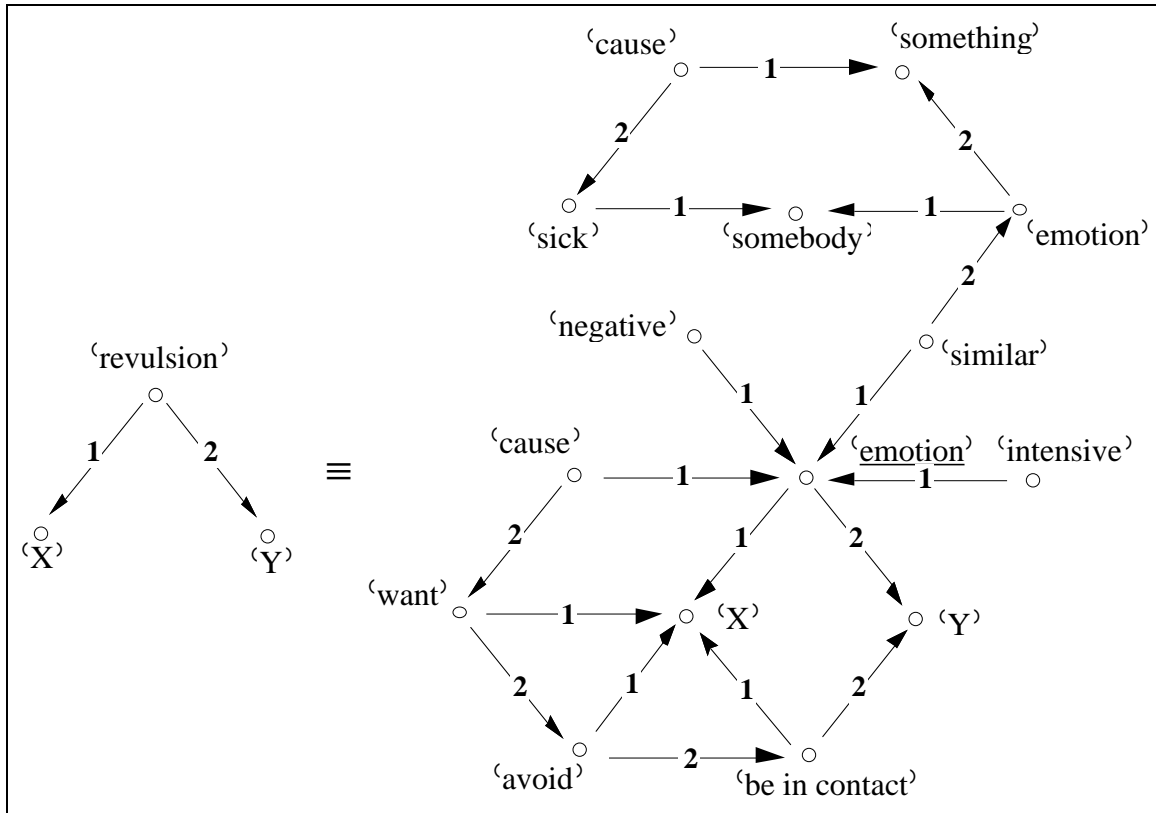 ‛cause’
‛something’
1
2
2
1
1
‛sick’
‛somebody’
‛emotion’
2
‛negative’
‛similar’
‛revulsion’
1
1
1
2
‛cause’
‛emotion’
‛intensive’
≡
1
1
‛X’
‛Y’
2
1
2
‛want’
1
‛X’
‛Y’
2
1
1
2
‛avoid’
2
‛be in contact’